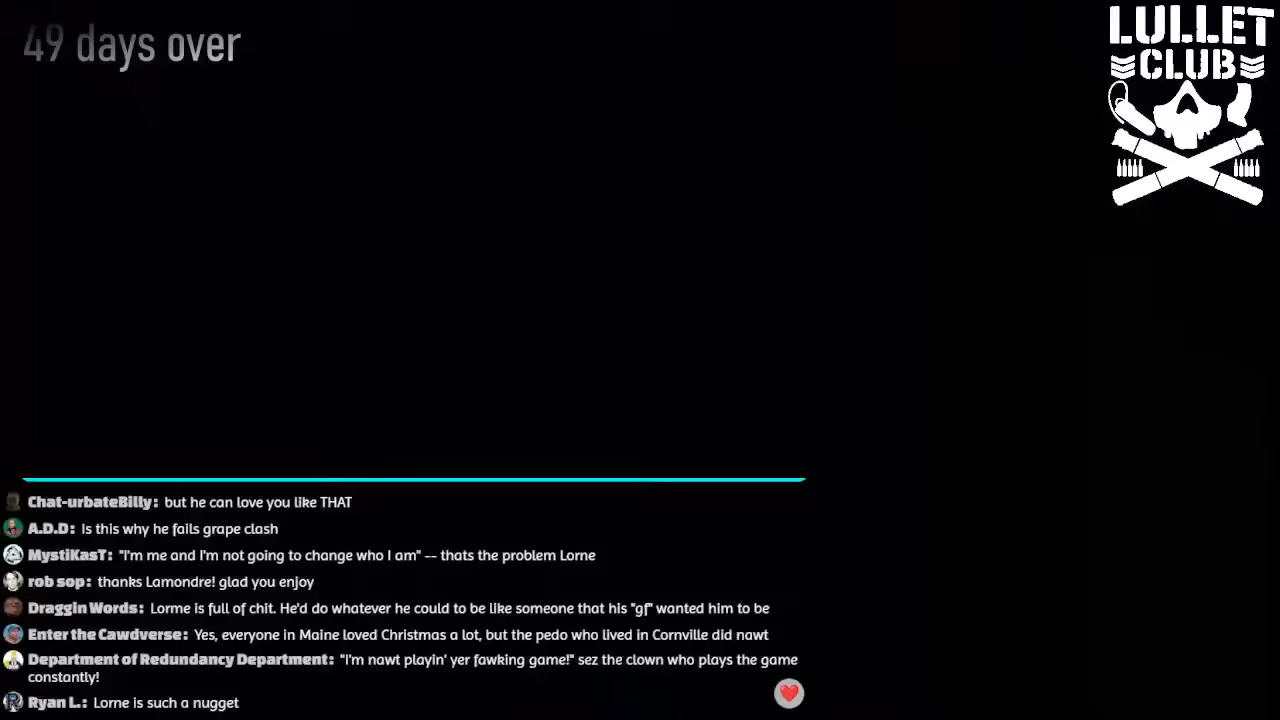 49 days over
LULLET
CLUB
Chat-urbateBilly: but he can love you like THAT
A.D.D: Is this why he fails grape clash
MystiKasT: "I'm me and I'm not going to change who I am" -- thats the problem Lorne
rob sop: thanks Lamondre! glad you enjoy
Draggin Words: Lorme is full of chit. He'd do whatever he could to be like someone that his "gf" wanted him to be
Enter the Cawdverse: Yes, everyone in Maine loved Christmas a lot, but the pedo who lived in Cornville did nawt
Department of Redundancy Department: "I'm nawt playin' yer fawking game!" sez the clown who plays the game
constantly!
Ryan L.: Lorne is such a nugget